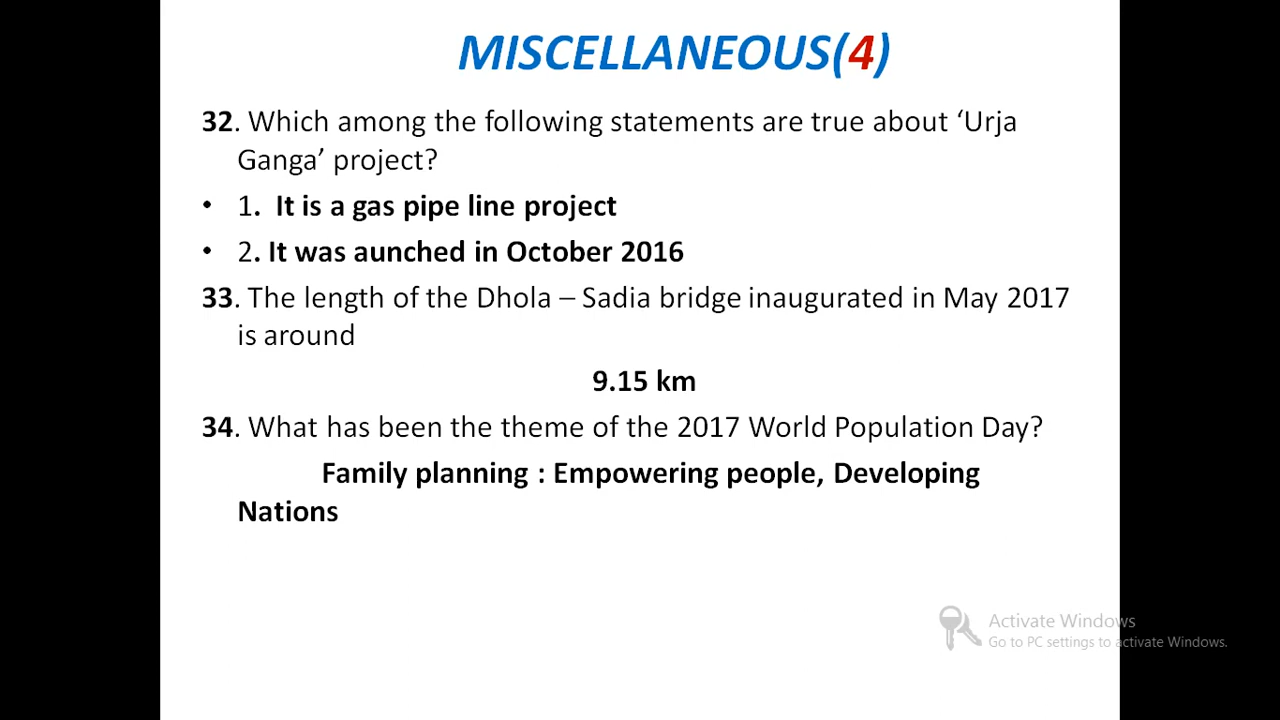 MISCELLANEOUS(4)
32. Which among the following statements are true about ‘Urja
Ganga’ project?
• 1. It is a gas pipe line project
• 2. It was aunched in October 2016
33. The length of the Dhola – Sadia bridge inaugurated in May 2017
is around
9.15 km
34. What has been the theme of the 2017 World Population Day?
Family planning : Empowering people, Developing
Nations
Activate Windows
Go to PC settings to activate Windows.